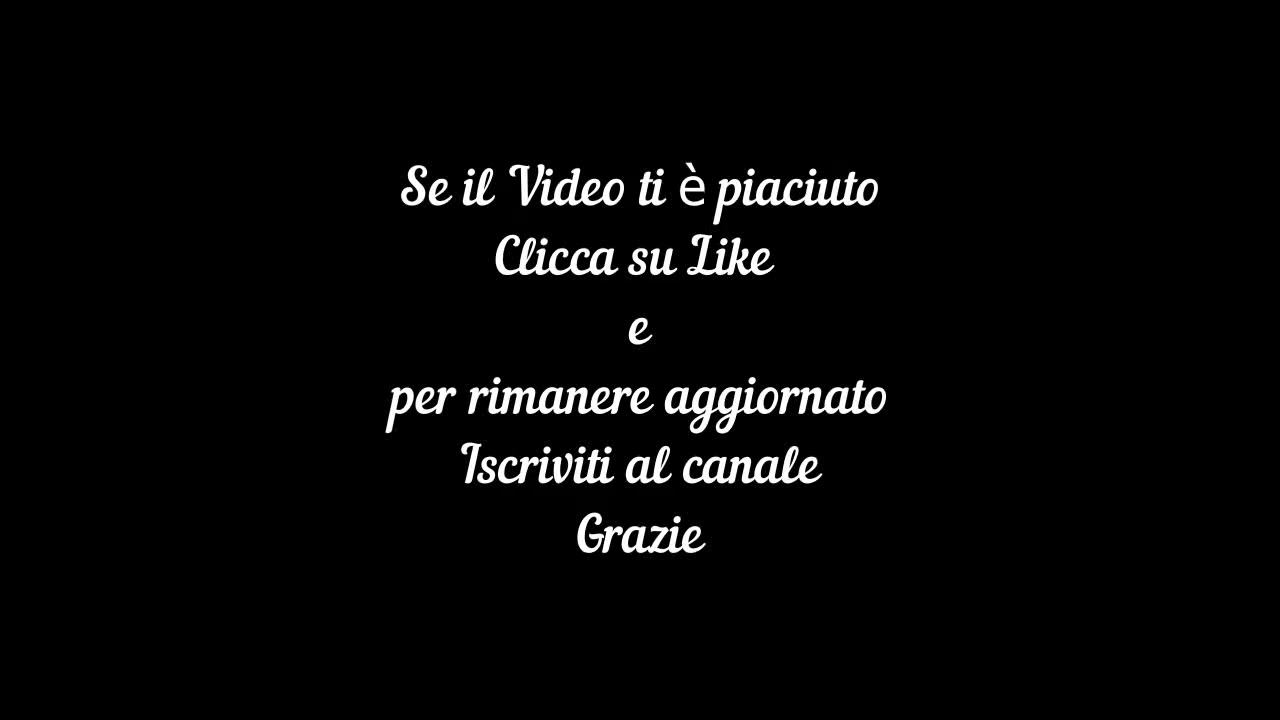 Se il Video ti è piaciuto
Clicca su Like
e
per rimanere aggiornato
Iscriviti al canale
Grazie